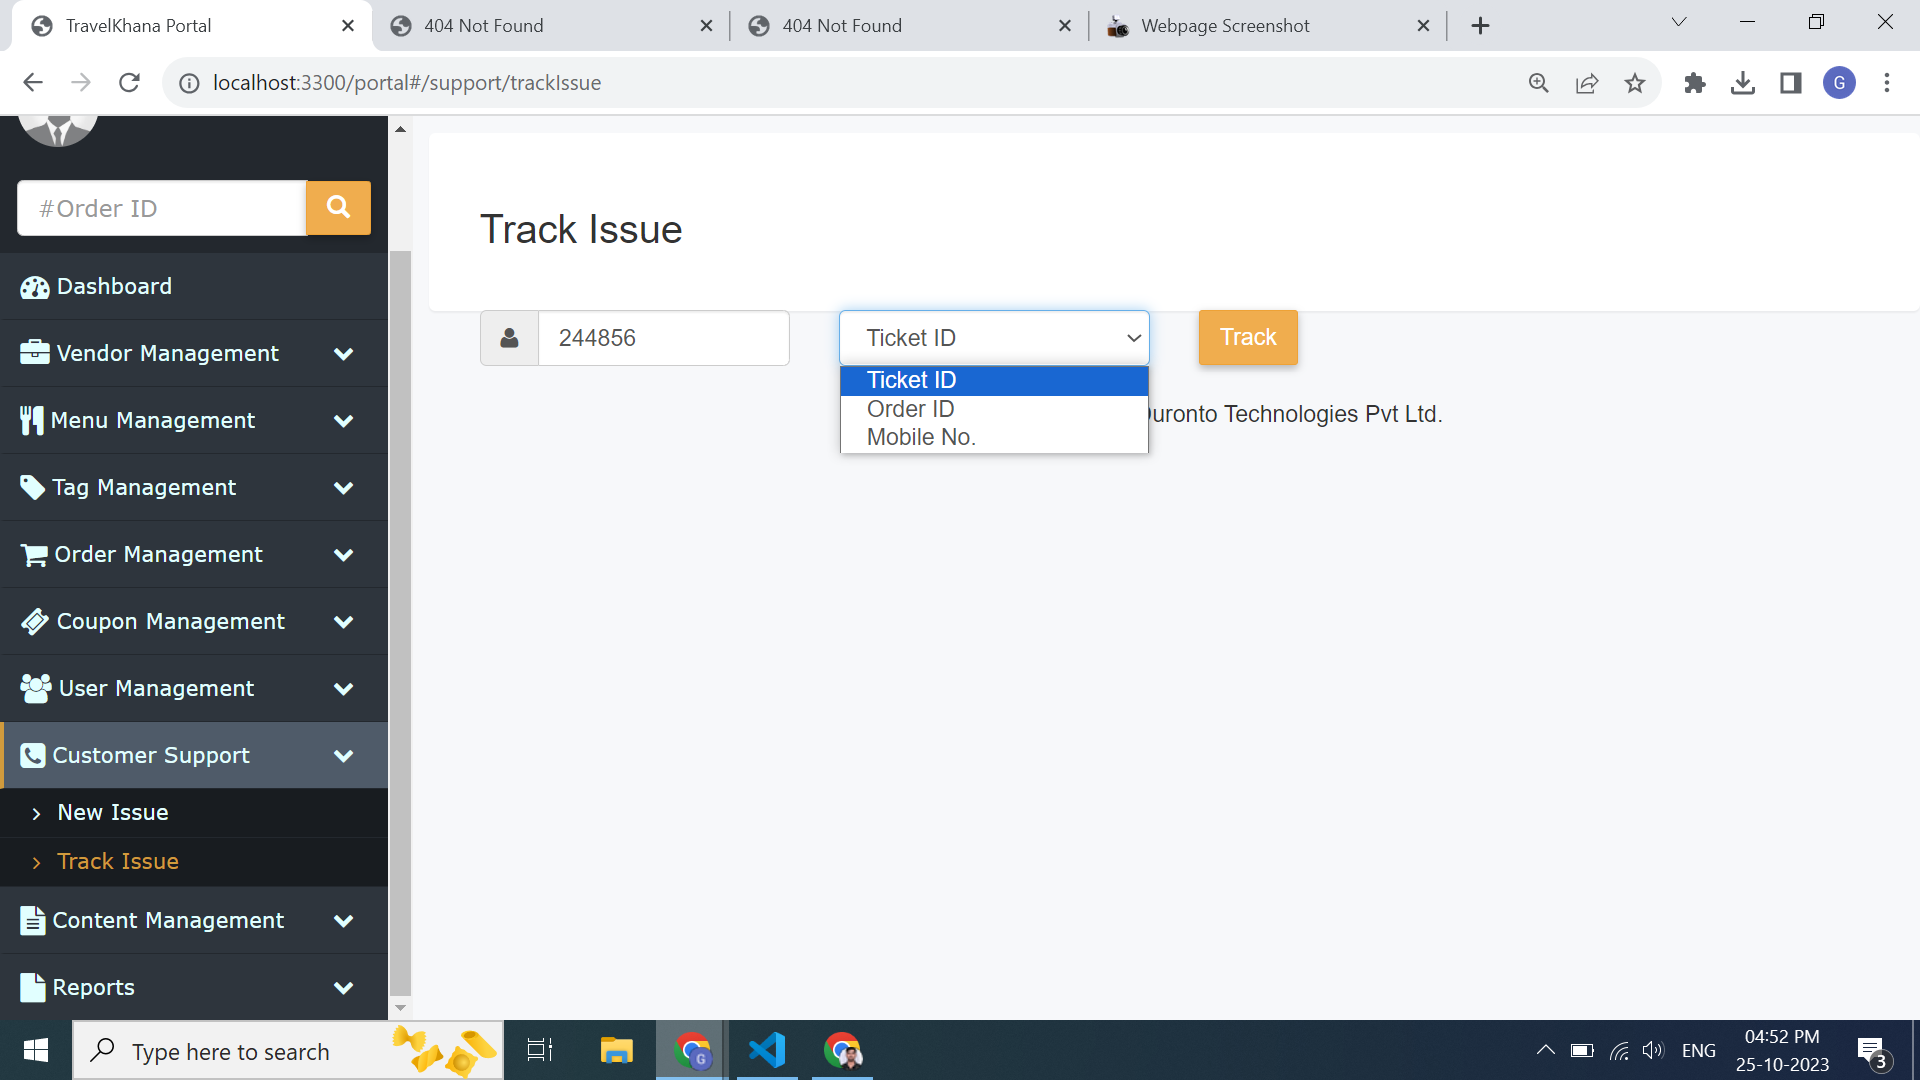 TravelKhana Portal
404 Not Found
404 Not Found
Webpage Screenshot
localhost:3300/portal#/support/trackIssue
G
#Order ID
Dashboard
Vendor Management
Menu Management
Tag Management
Order Management
Coupon Management
User Management
Customer Support
New Issue
Track Issue
Content Management
Reports
Track Issue
244856
Ticket ID
Track
Ticket ID
Order ID
Mobile No.
uronto Technologies Pvt Ltd.
Type here to search
G
ENG
04:52 PM
25-10-2023
3